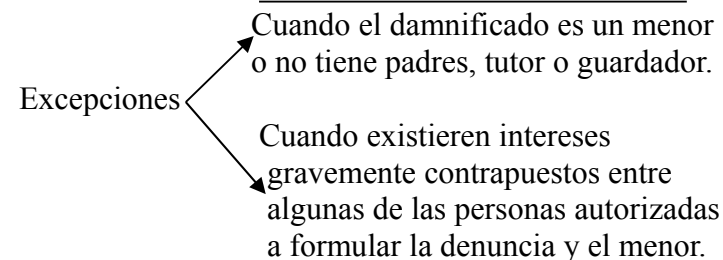 Cuando el damnificado es un menor
o no tiene padres, tutor o guardador.
Excepciones
Cuando existieren intereses
gravemente contrapuestos entre
algunas de las personas autorizadas
a formular la denuncia y el menor.